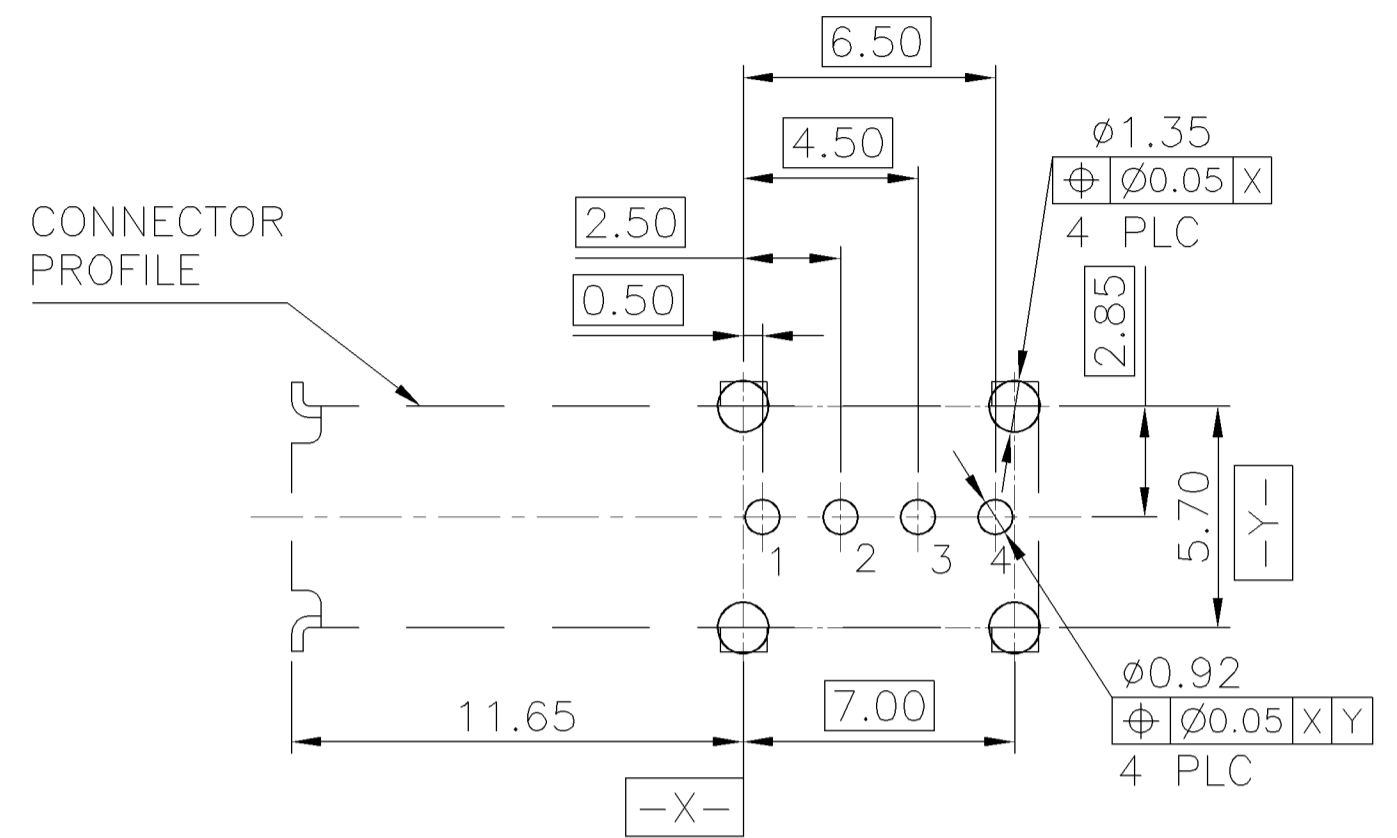 6.50
4.50
ø1.35
⌖ Ø0.05 X
4 PLC
CONNECTOR
PROFILE
2.50
0.50
2.85
1 2 3 4
5.70
-Y-
ø0.92
⌖ Ø0.05 X Y
4 PLC
11.65
7.00
-X-